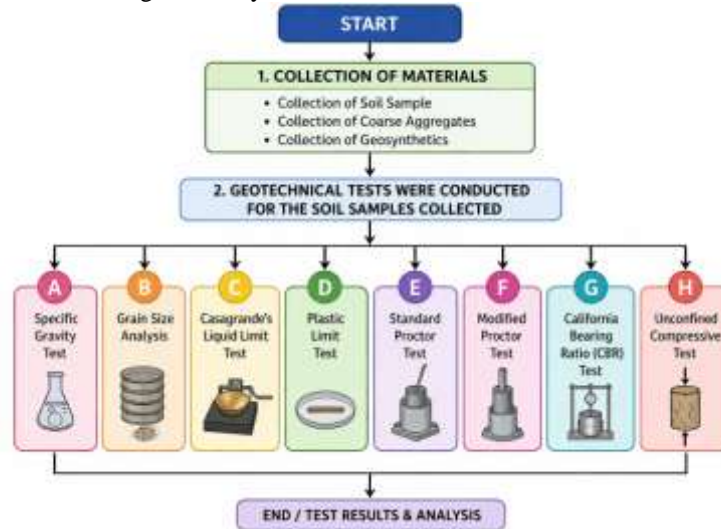 START
1. COLLECTION OF MATERIALS
• Collection of Soil Sample
• Collection of Coarse Aggregates
• Collection of Geosynthetics
2. GEOTECHNICAL TESTS WERE CONDUCTED
FOR THE SOIL SAMPLES COLLECTED
A
Specific
Gravity
Test
B
Grain Size
Analysis
C
Casagrande's
Liquid Limit
Test
D
Plastic
Limit
Test
E
Standard
Proctor Test
F
Modified
Proctor Test
G
California
Bearing
Ratio (CBR)
Test
H
Unconfined
Compressive
Test
END / TEST RESULTS & ANALYSIS